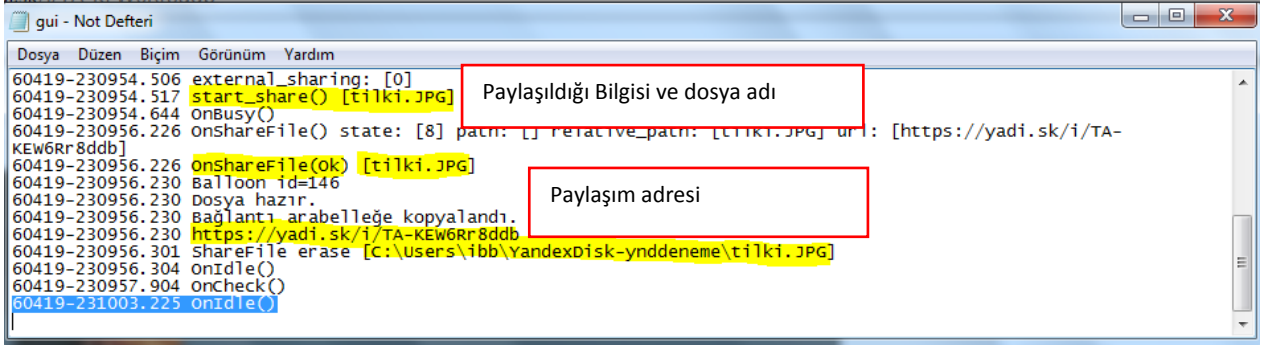 gui - Not Defteri
Dosya Düzen Biçim Görünüm Yardım
60419-230954.506 external_sharing: [0]
60419-230954.517 start_share() [tilki.JPG]
60419-230954.644 OnBusy()
60419-230956.226 OnShareFile() state: [8] path: [] relative_path: [tilki.JPG] url: [https://yadi.sk/i/TA-
KEW6Rr8ddb]
60419-230956.226 OnShareFile(Ok) [tilki.JPG]
60419-230956.230 Balloon id=146
60419-230956.230 Dosya hazır.
60419-230956.230 Bağlantı arabelleğe kopyalandı.
60419-230956.230 https://yadi.sk/i/TA-KEW6Rr8ddb
60419-230956.301 ShareFile erase [C:\Users\ibb\YandexDisk-ynddeneme\tilki.JPG]
60419-230956.304 OnIdle()
60419-230957.904 OnCheck()
60419-231003.225 OnIdle()
Paylaşıldığı Bilgisi ve dosya adı
Paylaşım adresi